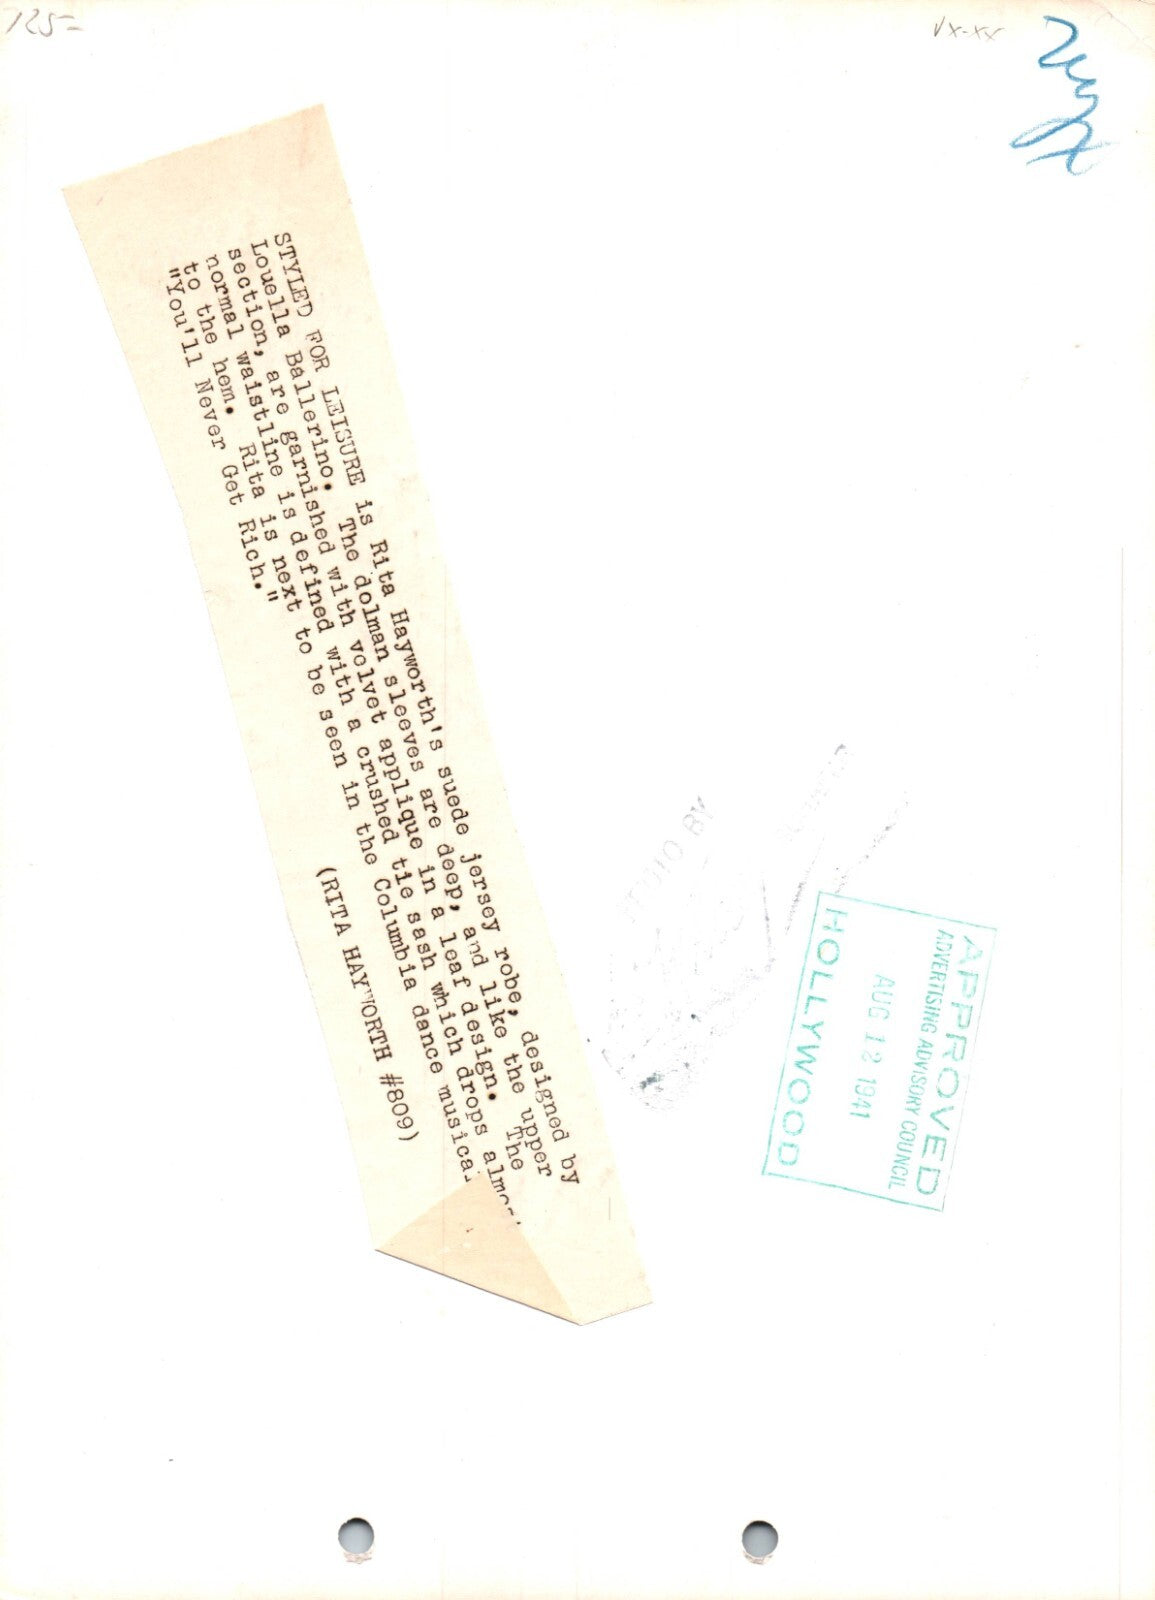 725=
VX-XX
STYLED FOR LEISURE is Rita Hayworth's suede jersey robe, designed by
Louella Ballerino. The dolman sleeves are deep, and like the upper
section, are garnished with velvet applique in a leaf design. The
normal waistline is defined with a crushed tie sash which drops
to the hem. Rita is next to be seen in the Columbia dance
"You'll Never Get Rich."
(RITA HAYWORTH #809)
BY
APPROVED
ADVERTISING ADVISORY COUNCIL
AUG 12 1941
HOLLYWOOD